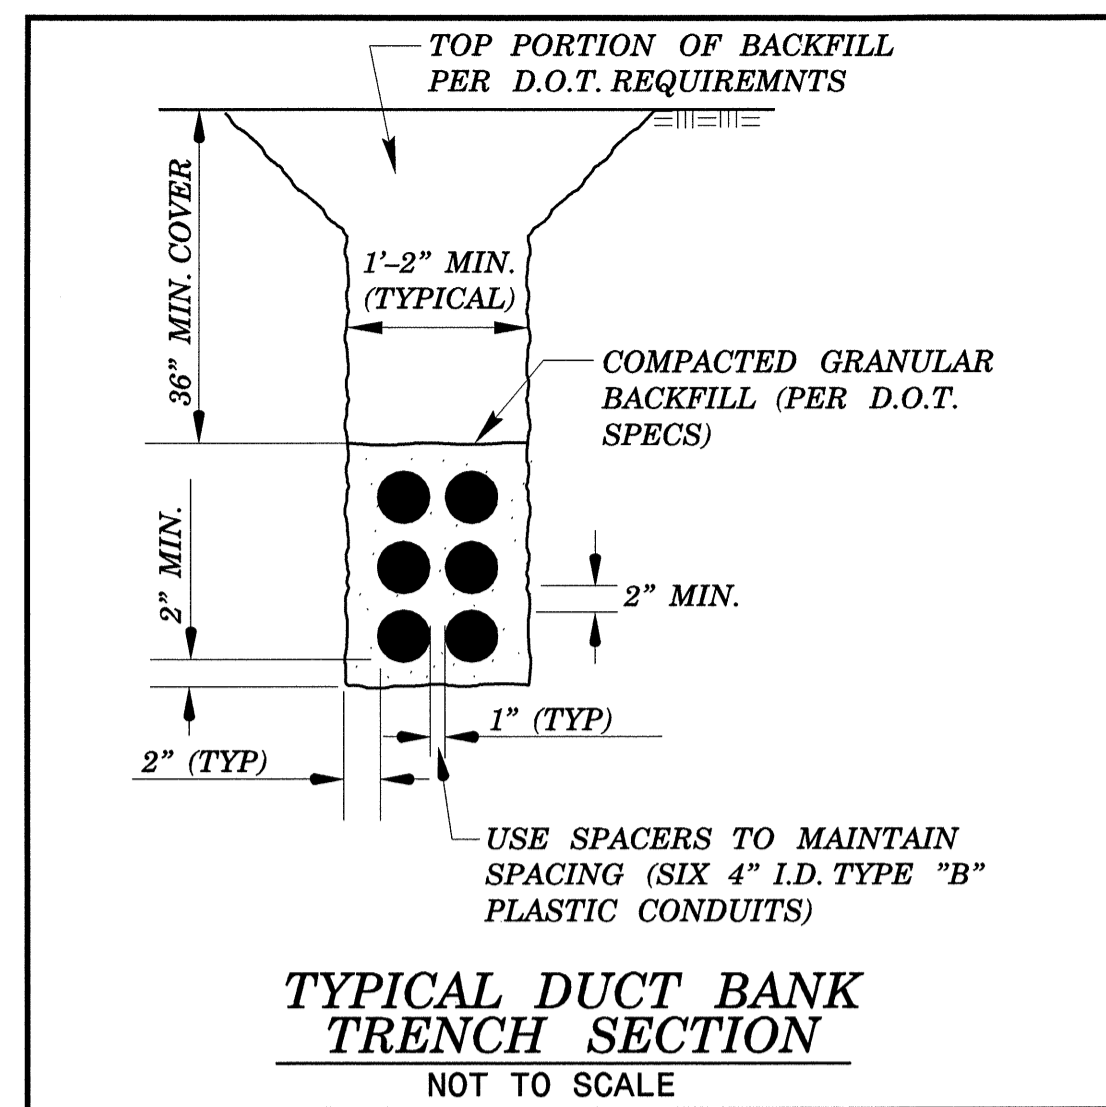 TOP PORTION OF BACKFILL
PER D.O.T. REQUIREMNTS
36" MIN. COVER
1'-2" MIN.
(TYPICAL)
COMPACTED GRANULAR
BACKFILL (PER D.O.T.
SPECS)
2" MIN.
2" MIN.
1" (TYP)
2" (TYP)
USE SPACERS TO MAINTAIN
SPACING (SIX 4" I.D. TYPE "B"
PLASTIC CONDUITS)
TYPICAL DUCT BANK
TRENCH SECTION
NOT TO SCALE